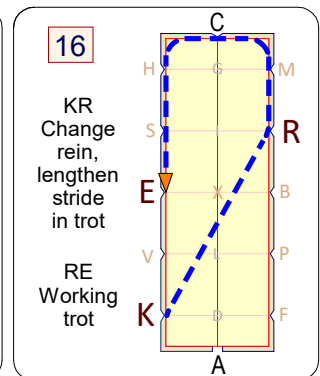 16
KR
Change
rein,
lengthen
stride
in trot
RE
Working
trot
C
H G M
S I R
E X B
V L P
K D F
A